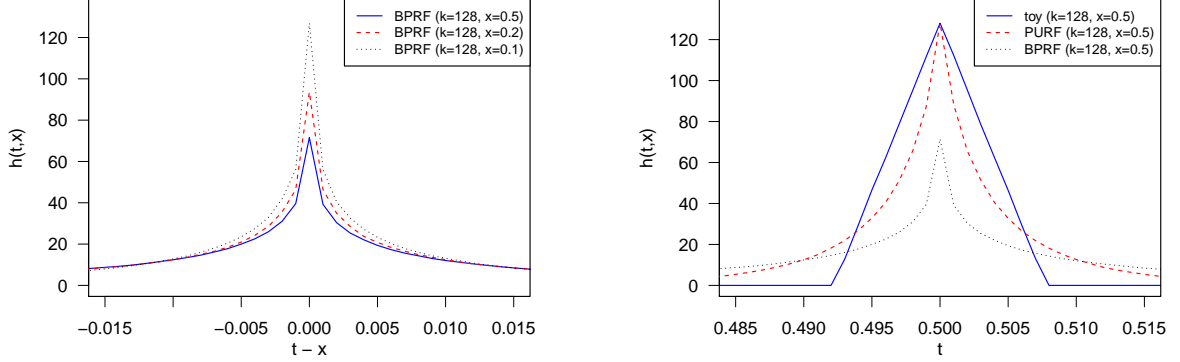 BPRF (k=128, x=0.5)
BPRF (k=128, x=0.2)
BPRF (k=128, x=0.1)
h(t,x)
120
100
80
60
40
20
0
−0.015 −0.005 0.000 0.005 0.010 0.015
t − x
toy (k=128, x=0.5)
PURF (k=128, x=0.5)
BPRF (k=128, x=0.5)
h(t,x)
120
100
80
60
40
20
0
0.485 0.490 0.495 0.500 0.505 0.510 0.515
t